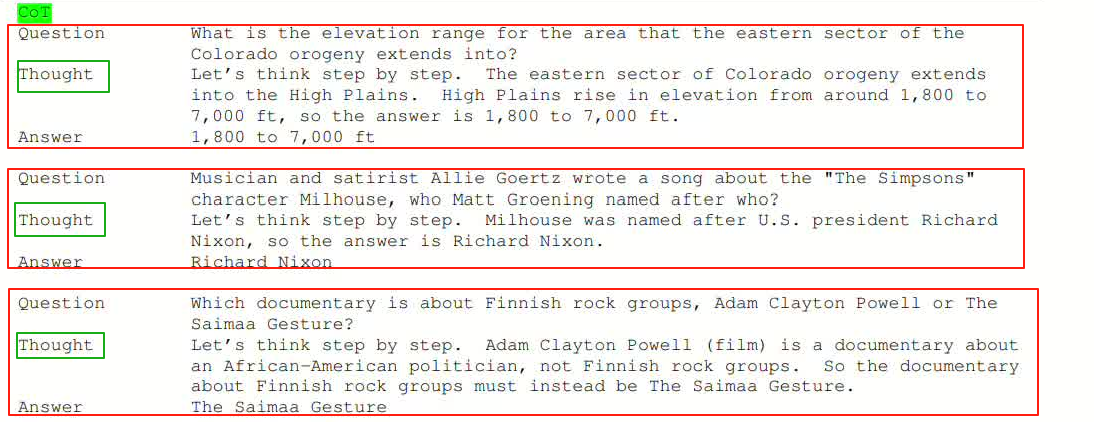 CoT
Question What is the elevation range for the area that the eastern sector of the
Colorado orogeny extends into?
Thought Let’s think step by step. The eastern sector of Colorado orogeny extends
into the High Plains. High Plains rise in elevation from around 1,800 to
7,000 ft, so the answer is 1,800 to 7,000 ft.
Answer 1,800 to 7,000 ft
Question Musician and satirist Allie Goertz wrote a song about the "The Simpsons"
character Milhouse, who Matt Groening named after who?
Thought Let’s think step by step. Milhouse was named after U.S. president Richard
Nixon, so the answer is Richard Nixon.
Answer Richard Nixon
Question Which documentary is about Finnish rock groups, Adam Clayton Powell or The
Saimaa Gesture?
Thought Let’s think step by step. Adam Clayton Powell (film) is a documentary about
an African-American politician, not Finnish rock groups. So the documentary
about Finnish rock groups must instead be The Saimaa Gesture.
Answer The Saimaa Gesture